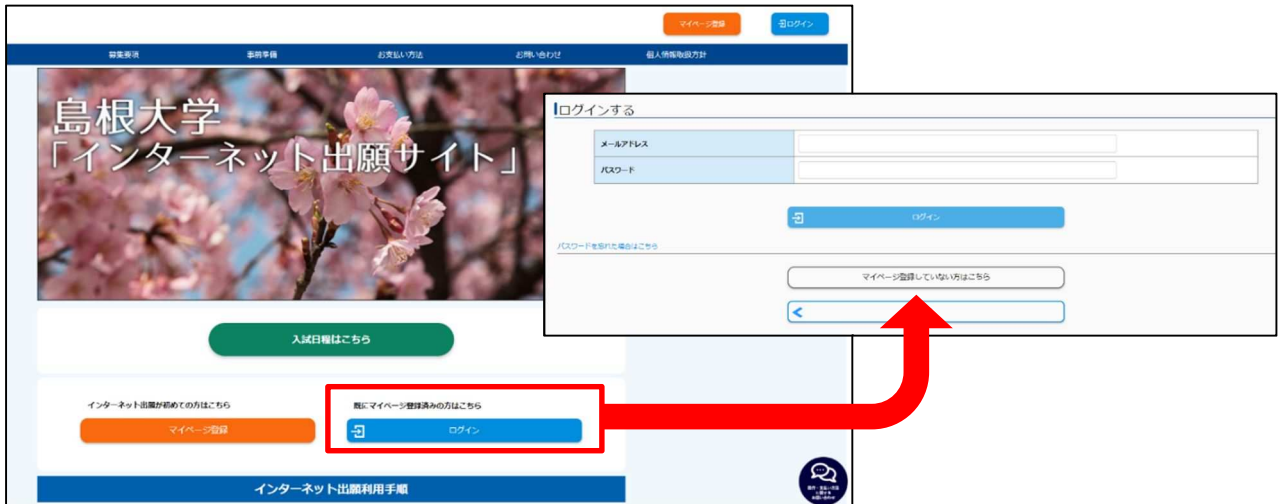 マイページ登録
ログイン
募集要項
事前準備
お支払い方法
お問い合わせ
個人情報取扱方針
島根大学
「インターネット出願サイト」
入試日程はこちら
インターネット出願が初めての方はこちら
マイページ登録
既にマイページ登録済みの方はこちら
ログイン
インターネット出願利用手順
ログインする
メールアドレス
パスワード
ログイン
パスワードを忘れた場合はこちら
マイページ登録していない方はこちら